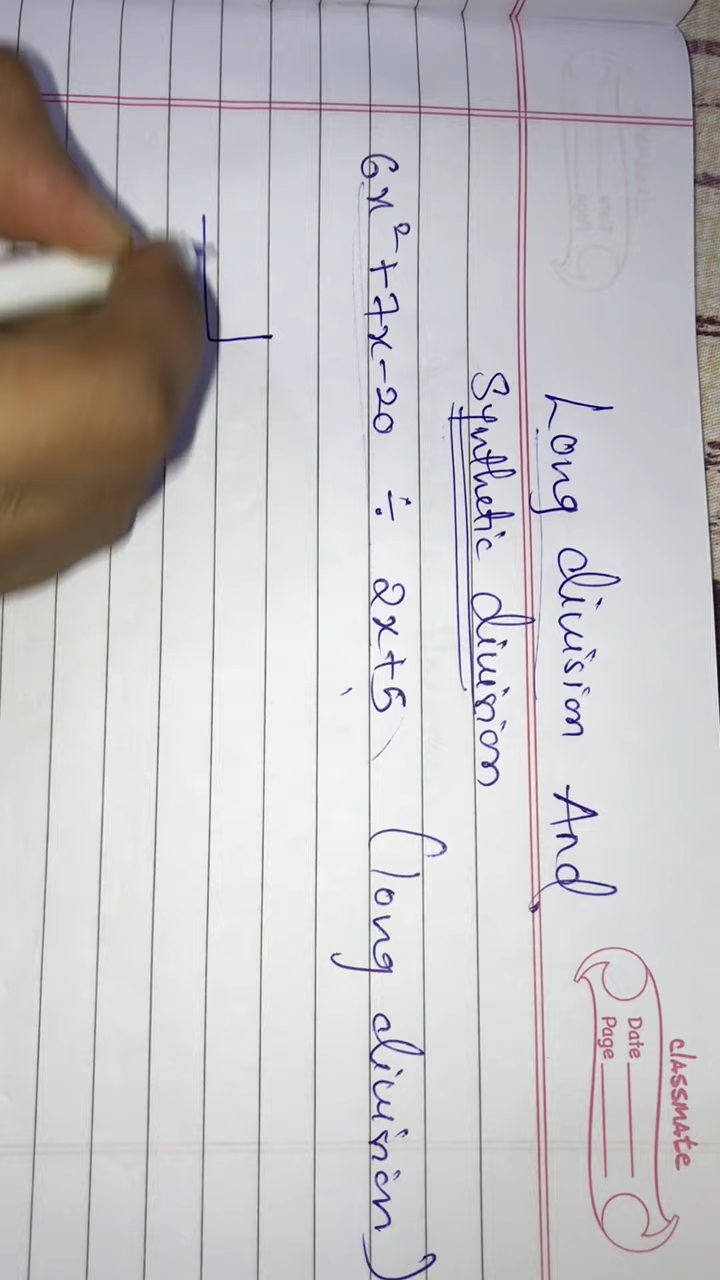 classmate
Date
Page
Long division And
Synthetic division
6x² + 7x - 20 ÷ 2x+5 (long division)